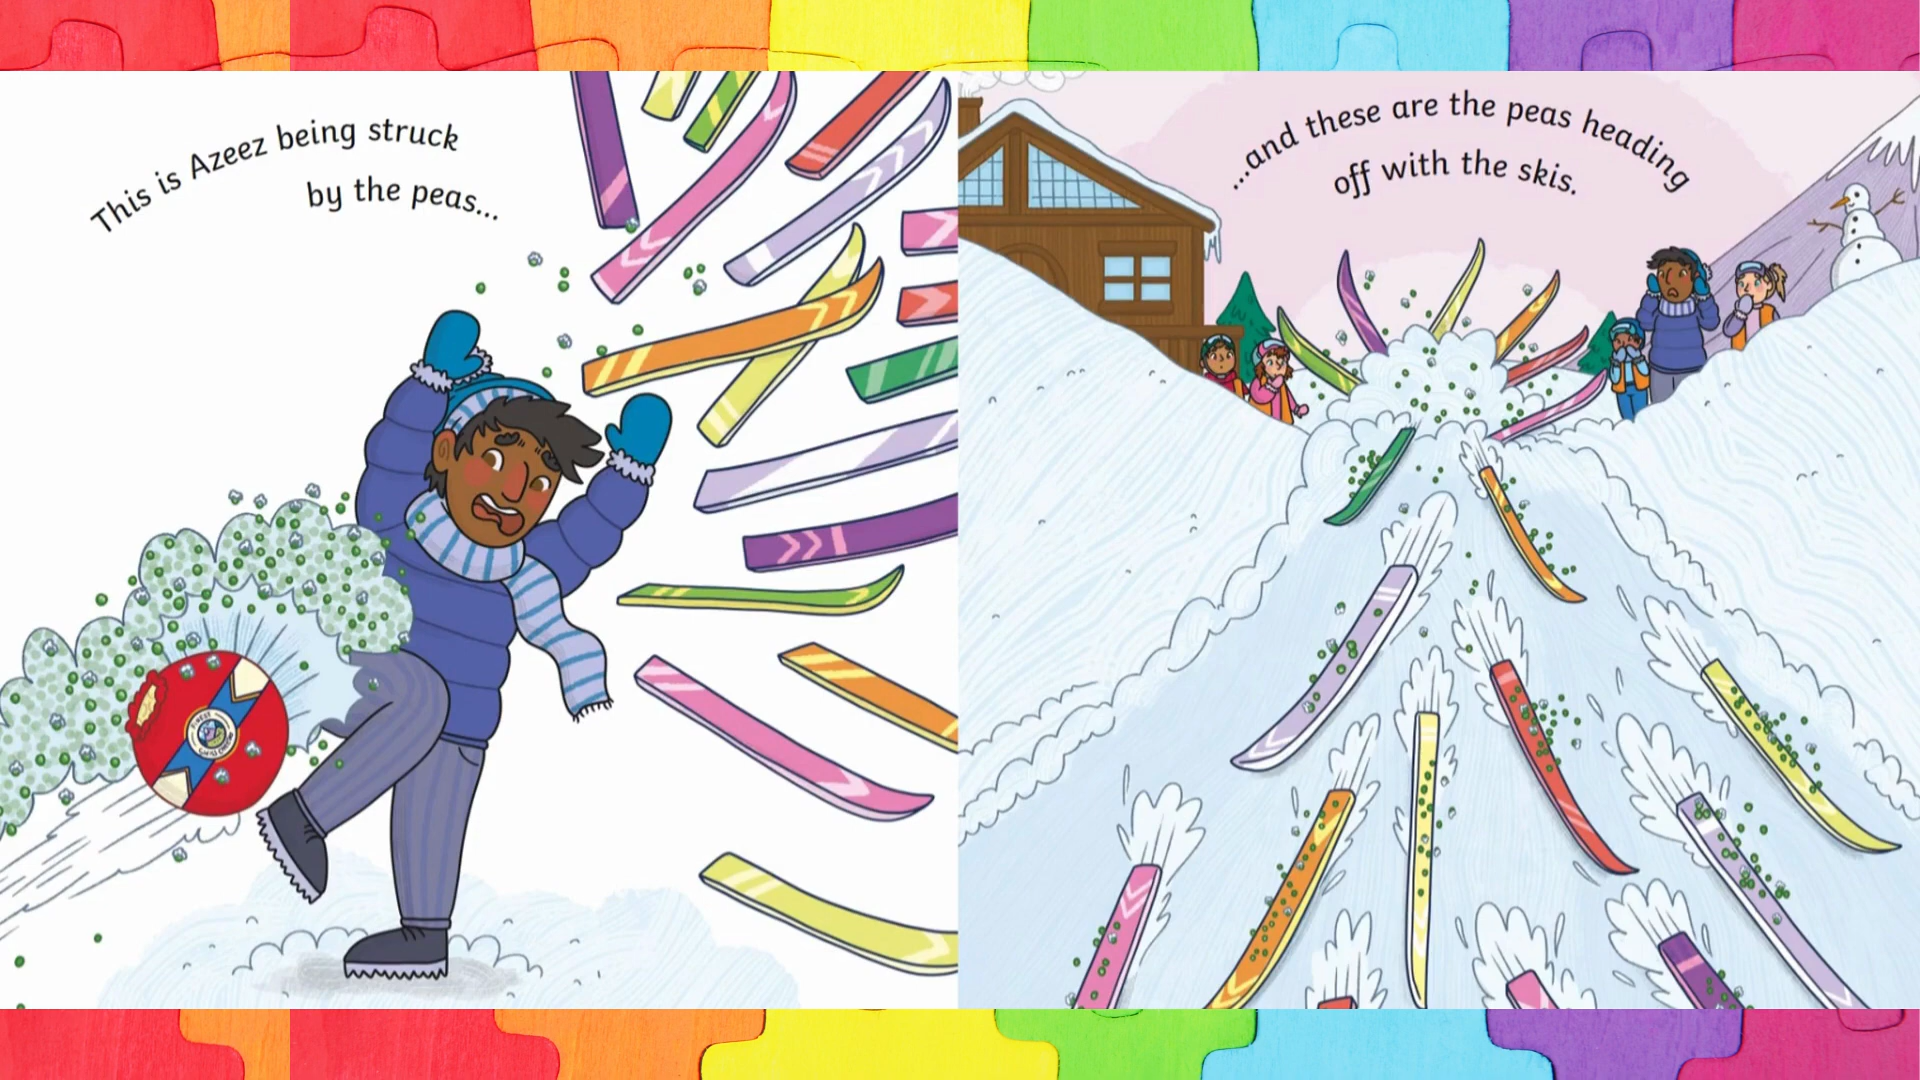 This is Azeez being struck
by the peas...
...and these are the peas heading
off with the skis.